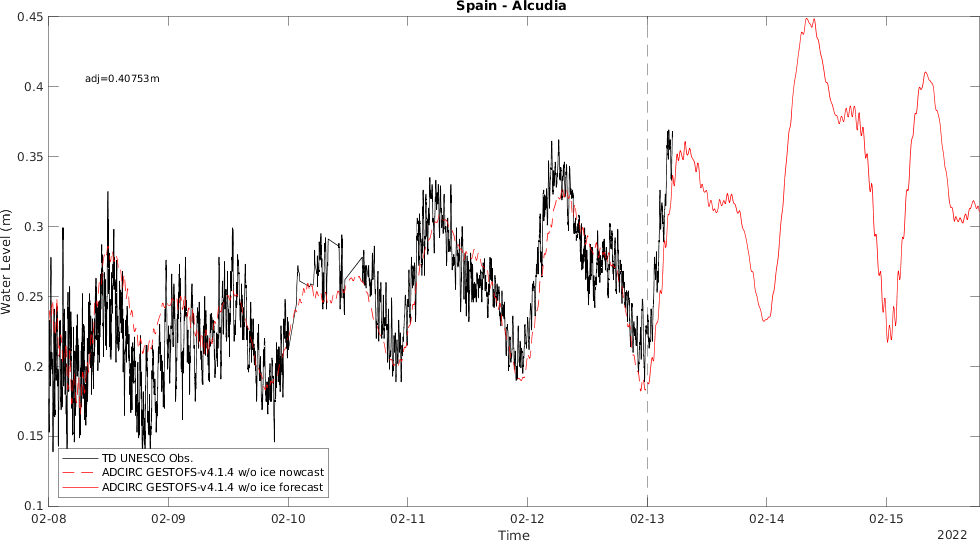 Spain - Alcudia
adj=0.40753m
Water Level (m)
0.45
0.4
0.35
0.3
0.25
0.2
0.15
0.1
TD UNESCO Obs.
ADCIRC GESTOFS-v4.1.4 w/o ice nowcast
ADCIRC GESTOFS-v4.1.4 w/o ice forecast
02-08 02-09 02-10 02-11 02-12 02-13 02-14 02-15
Time
2022